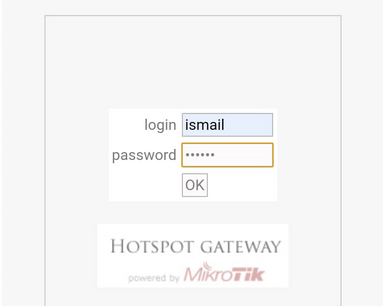 login ismail
password ••••••
OK
HOTSPOT GATEWAY
powered by MikroTik